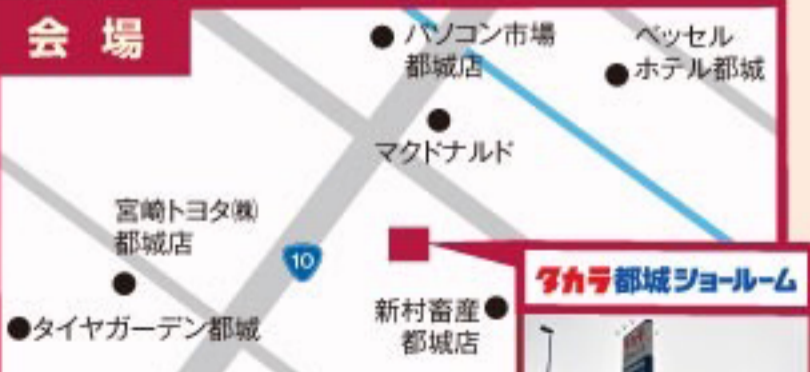 会場
パソコン市場
都城店
ベッセル
ホテル都城
マクドナルド
宮崎トヨタ㈱
都城店
10
タカラ都城ショールーム
新村畜産
都城店
タイヤガーデン都城